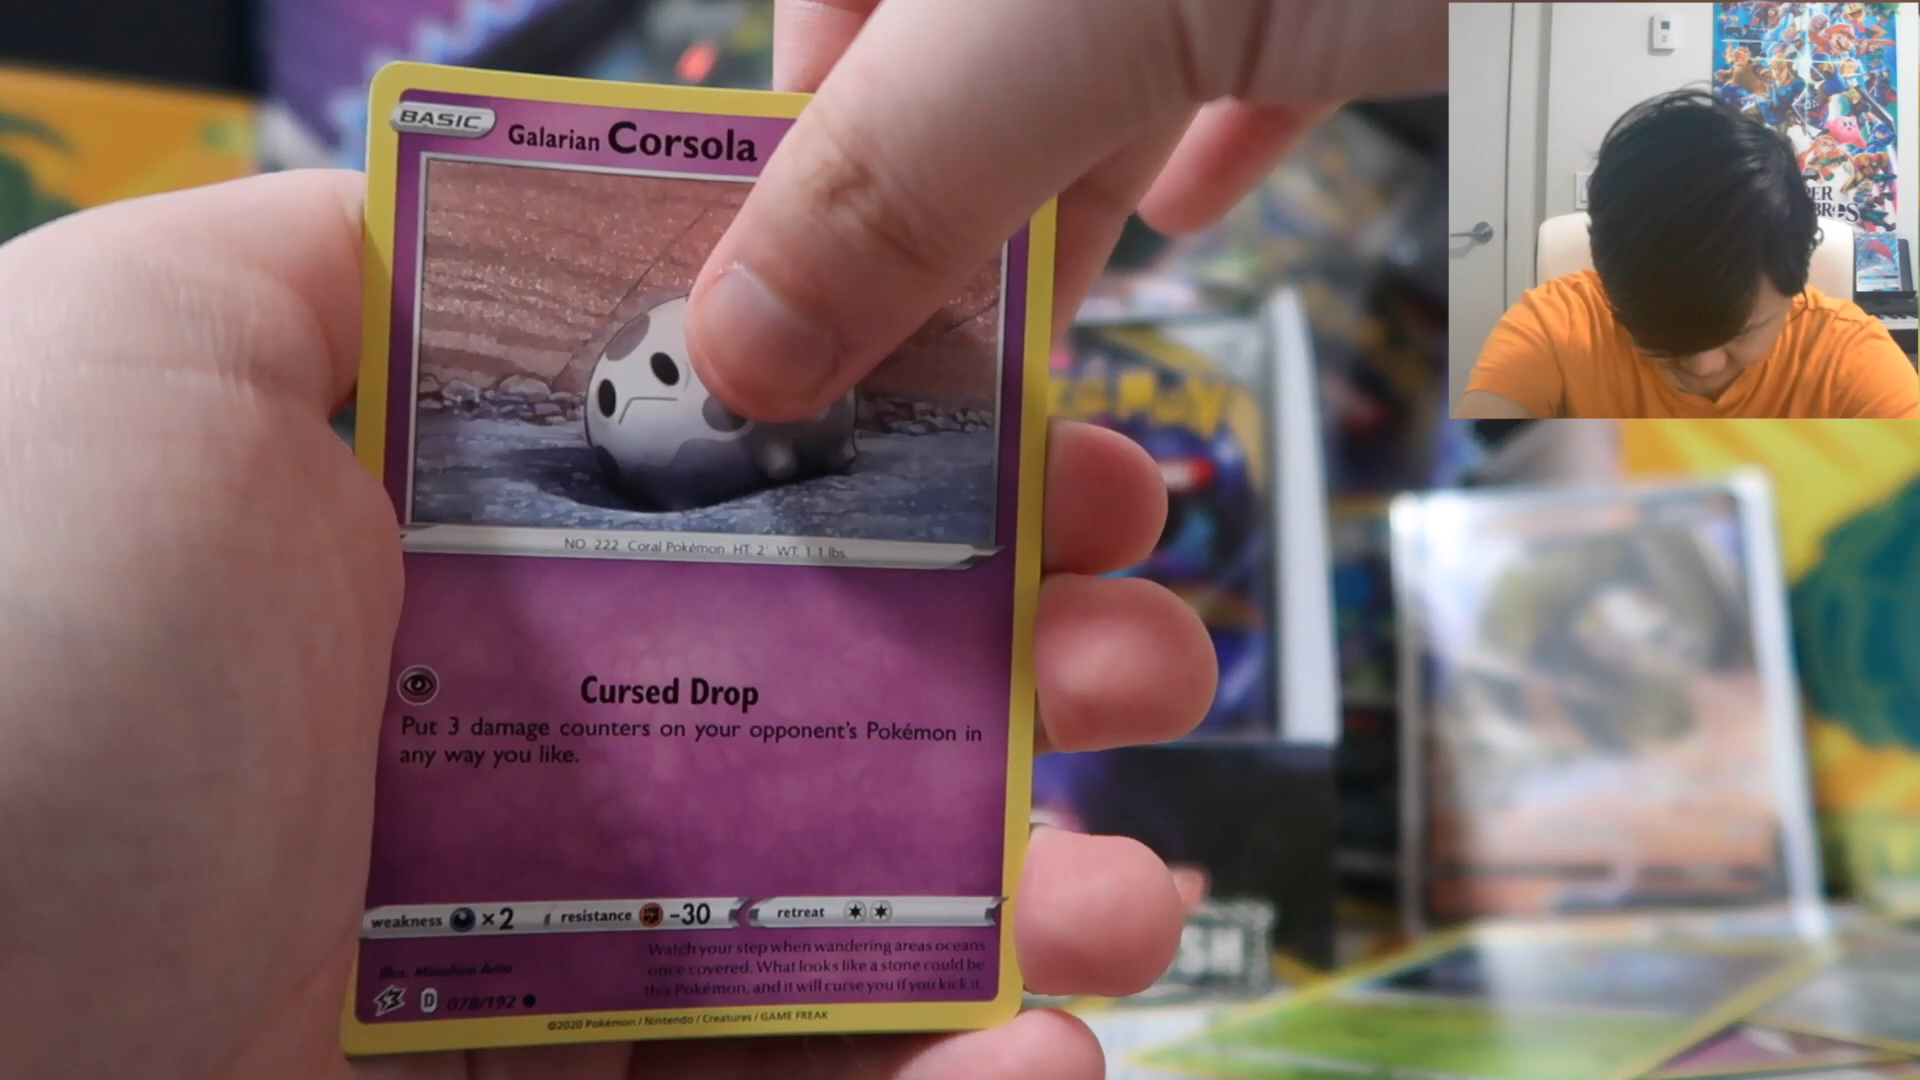 BASIC
Galarian Corsola
NO. 222 Coral Pokémon HT: 2' WT: 1.1 lbs.
Cursed Drop
Put 3 damage counters on your opponent's Pokémon in
any way you like.
weakness ×2 resistance -30 retreat
Watch your step when wandering areas oceans
once covered. What looks like a stone could be
this Pokémon, and it will curse you if you kick it.
Illus. Mitsuhiro Arita
D 078/192
©2020 Pokémon / Nintendo / Creatures / GAME FREAK
BROS
SH